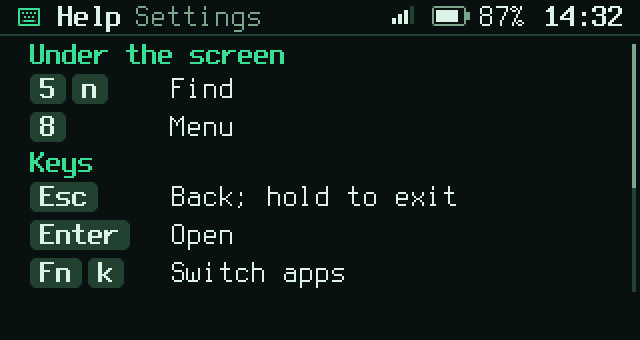 Help Settings 87% 14:32
Under the screen
5 n Find
8 Menu
Keys
Esc Back; hold to exit
Enter Open
Fn k Switch apps